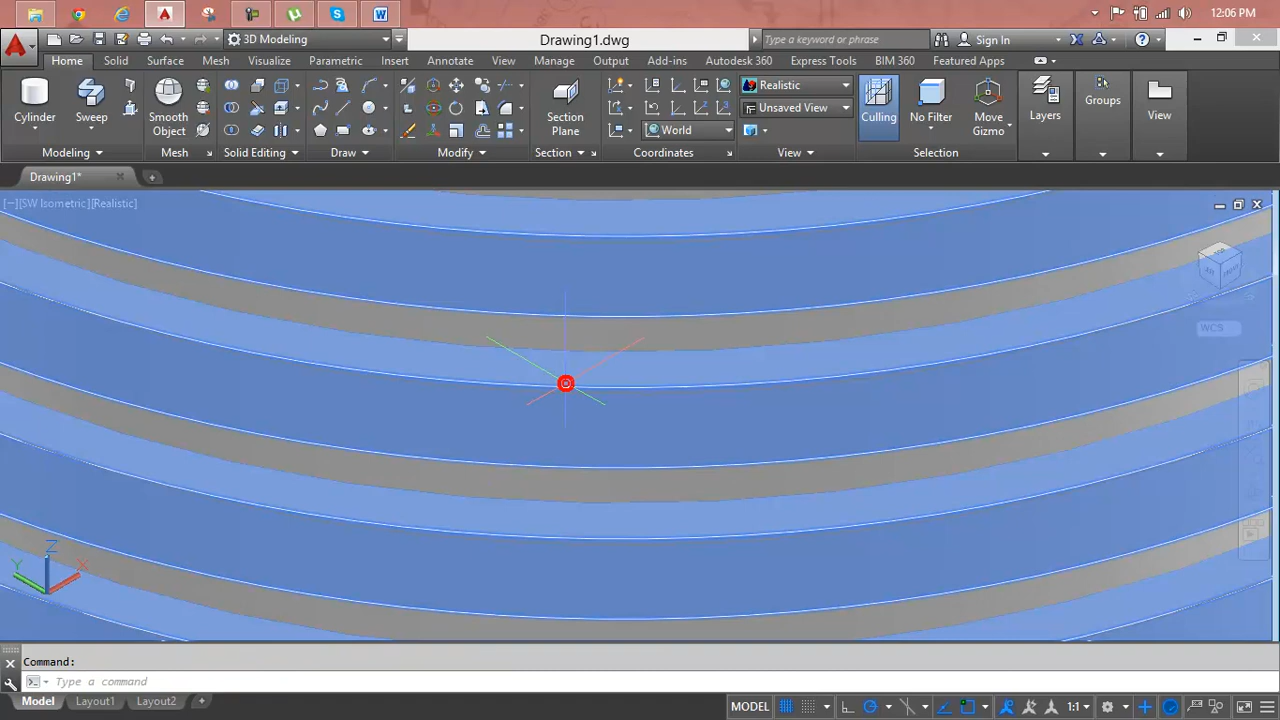 12:06 PM
3D Modeling
Drawing1.dwg
Type a keyword or phrase
Sign In
Home Solid Surface Mesh Visualize Parametric Insert Annotate View Manage Output Add-ins Autodesk 360 Express Tools BIM 360 Featured Apps
Cylinder
Sweep
Smooth Object
Section Plane
Realistic
Unsaved View
World
Culling
No Filter
Move Gizmo
Layers
Groups
View
Modeling Mesh Solid Editing Draw Modify Section Coordinates View Selection
Drawing1*
[−][SW Isometric][Realistic]
WCS
Z
Y
X
Command:
Type a command
Model Layout1 Layout2
MODEL
1:1